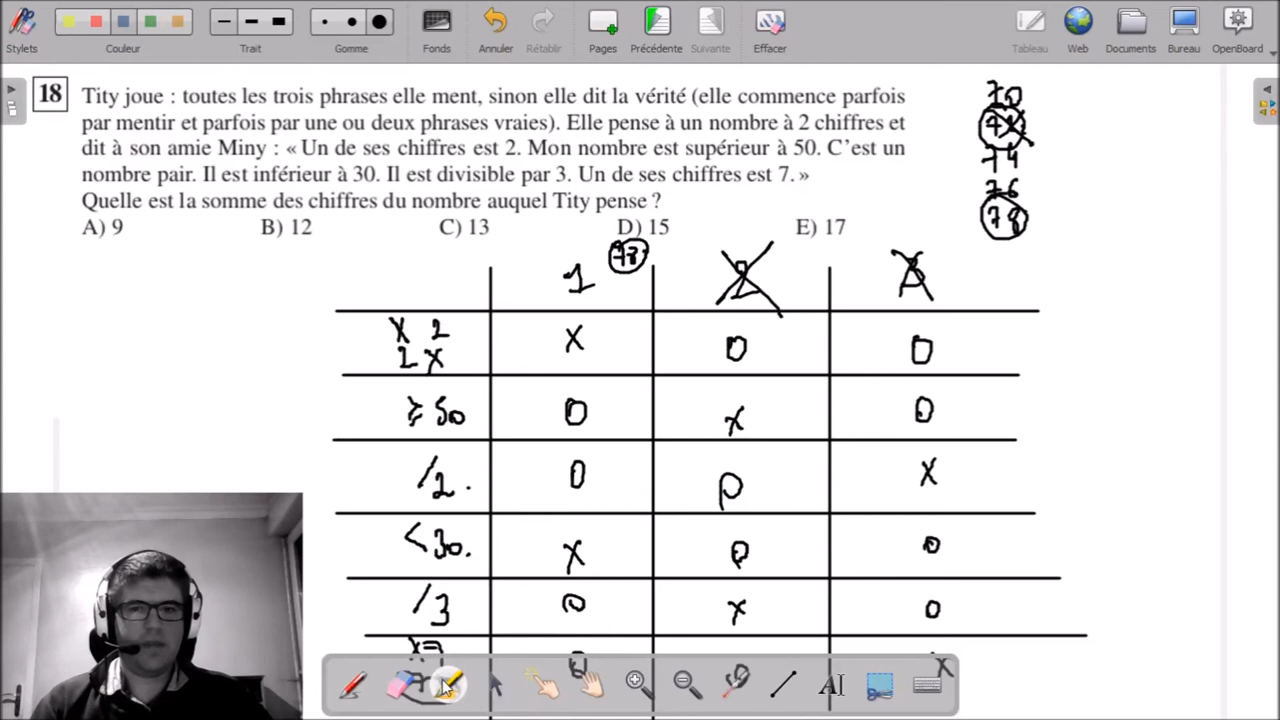 Stylets
Couleur
Trait
Gomme
Fonds
Annuler
Rétablir
Pages
Précédente
Suivante
Effacer
Tableau
Web
Documents
Bureau
OpenBoard
18
Tity joue : toutes les trois phrases elle ment, sinon elle dit la vérité (elle commence parfois
par mentir et parfois par une ou deux phrases vraies). Elle pense à un nombre à 2 chiffres et
dit à son amie Miny : « Un de ses chiffres est 2. Mon nombre est supérieur à 50. C'est un
nombre pair. Il est inférieur à 30. Il est divisible par 3. Un de ses chiffres est 7. »
Quelle est la somme des chiffres du nombre auquel Tity pense ?
A) 9 B) 12 C) 13 D) 15 E) 17
70
74
76
78
1 78 2 3
X 2
2 X X 0 0
≥ 50 0 X 0
/2. 0 0 X
<30. X 0 0
/3 0 X 0
X
AI